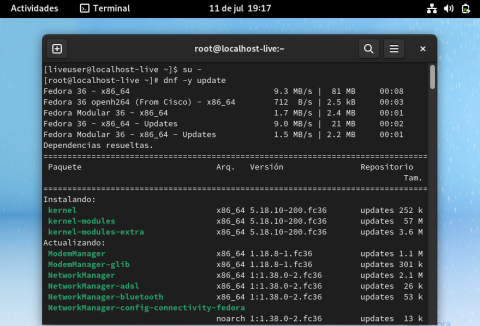 Actividades Terminal 11 de jul 19:17
root@localhost-live:~
[liveuser@localhost-live ~]$ su -
[root@localhost-live ~]# dnf -y update
Fedora 36 - x86_64 9.3 MB/s | 81 MB 00:08
Fedora 36 openh264 (From Cisco) - x86_64 712 B/s | 2.5 kB 00:03
Fedora Modular 36 - x86_64 1.7 MB/s | 2.4 MB 00:01
Fedora 36 - x86_64 - Updates 9.0 MB/s | 21 MB 00:02
Fedora Modular 36 - x86_64 - Updates 1.5 MB/s | 2.2 MB 00:01
Dependencias resueltas.
================================================================================
Paquete Arq. Versión Repositorio
Tam.
================================================================================
Instalando:
kernel x86_64 5.18.10-200.fc36 updates 252 k
kernel-modules x86_64 5.18.10-200.fc36 updates 57 M
kernel-modules-extra x86_64 5.18.10-200.fc36 updates 3.6 M
Actualizando:
ModemManager x86_64 1.18.8-1.fc36 updates 1.1 M
ModemManager-glib x86_64 1.18.8-1.fc36 updates 301 k
NetworkManager x86_64 1:1.38.0-2.fc36 updates 2.1 M
NetworkManager-adsl x86_64 1:1.38.0-2.fc36 updates 26 k
NetworkManager-bluetooth x86_64 1:1.38.0-2.fc36 updates 53 k
NetworkManager-config-connectivity-fedora
noarch 1:1.38.0-2.fc36 updates 13 k